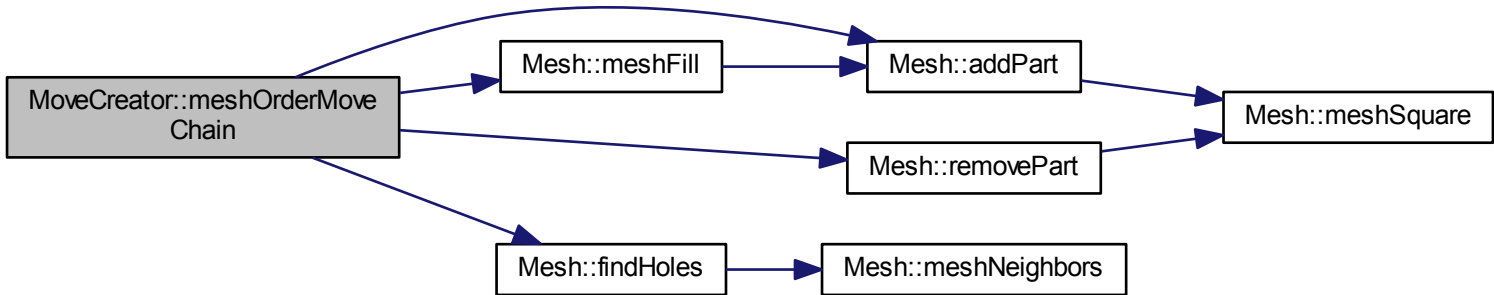 MoveCreator::meshOrderMove
Chain
Mesh::meshFill
Mesh::addPart
Mesh::meshSquare
Mesh::removePart
Mesh::findHoles
Mesh::meshNeighbors